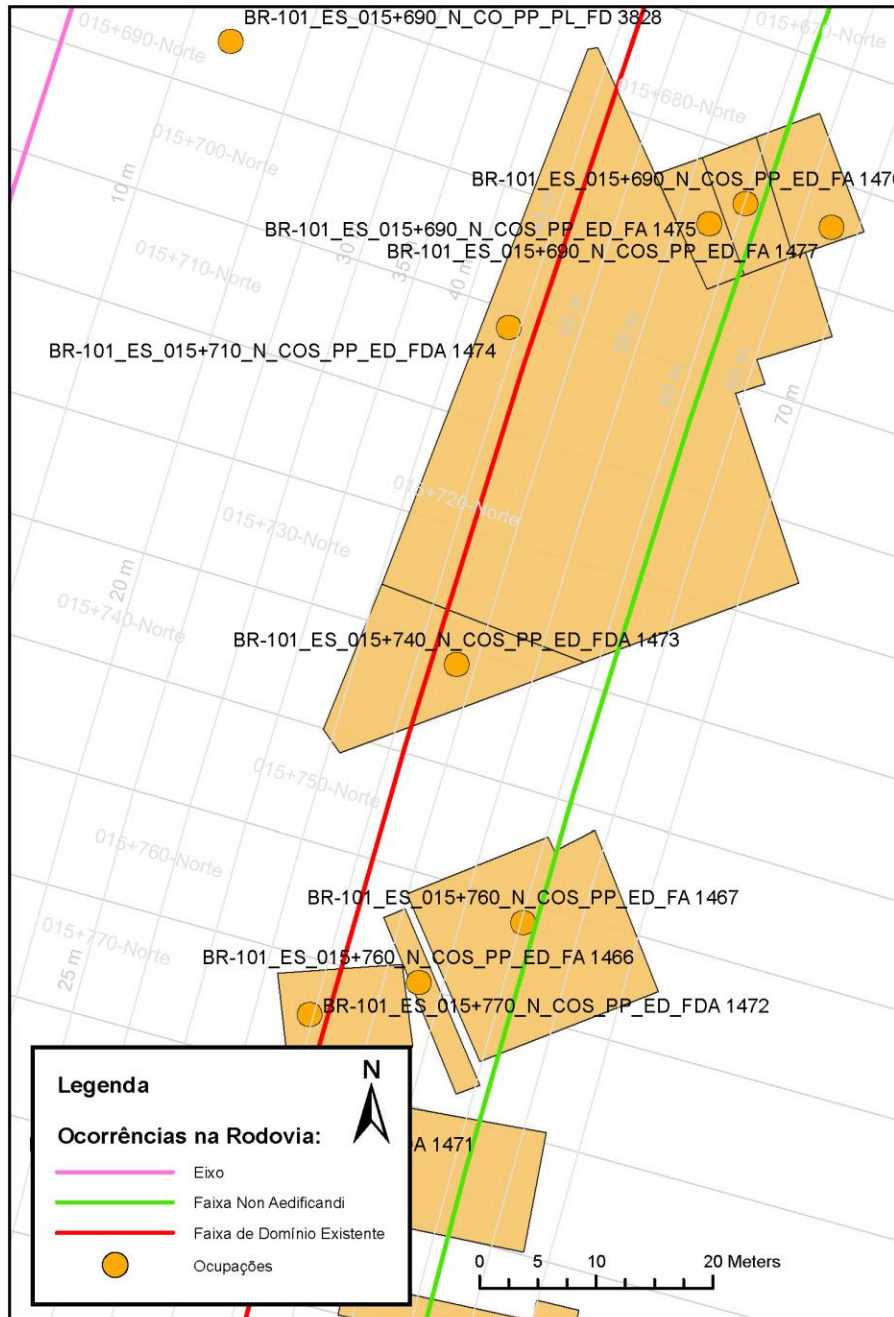 BR-101_ES_015+690_N_CO_PP_PL_FD 3828
015+690-Norte
015+670-Norte
015+680-Norte
015+700-Norte
10 m
BR-101_ES_015+690_N_COS_PP_ED_FA 1476
BR-101_ES_015+690_N_COS_PP_ED_FA 1475
BR-101_ES_015+690_N_COS_PP_ED_FA 1477
015+710-Norte
40 m
BR-101_ES_015+710_N_COS_PP_ED_FDA 1474
70 m
015+720-Norte
015+730-Norte
20 m
015+740-Norte
BR-101_ES_015+740_N_COS_PP_ED_FDA 1473
015+750-Norte
015+760-Norte
BR-101_ES_015+760_N_COS_PP_ED_FA 1467
015+770-Norte
25 m
BR-101_ES_015+760_N_COS_PP_ED_FA 1466
BR-101_ES_015+770_N_COS_PP_ED_FDA 1472
DA 1471
Legenda
N
Ocorrências na Rodovia:
Eixo
Faixa Non Aedificandi
Faixa de Domínio Existente
Ocupações
0 5 10 20 Meters